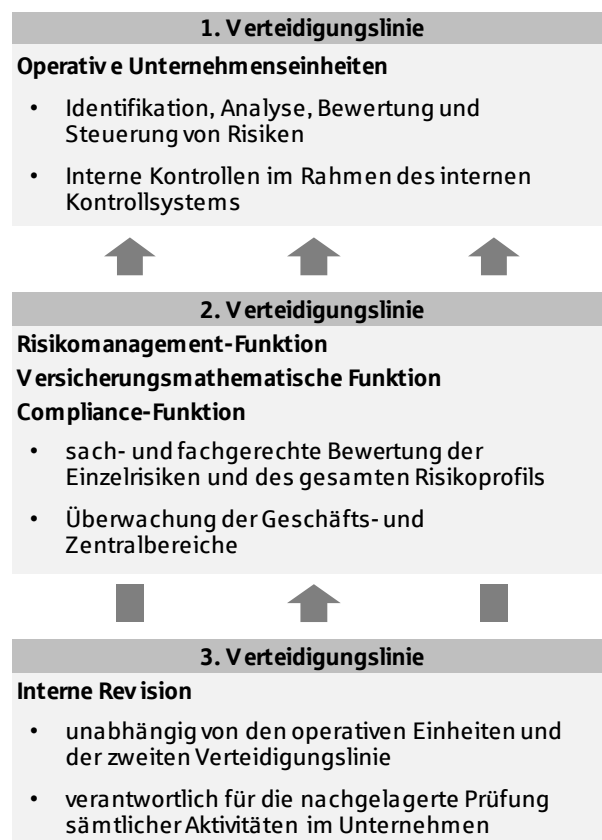 1. Verteidigungslinie
Operative Unternehmenseinheiten
• Identifikation, Analyse, Bewertung und
Steuerung von Risiken
• Interne Kontrollen im Rahmen des internen
Kontrollsystems
2. Verteidigungslinie
Risikomanagement-Funktion
Versicherungsmathematische Funktion
Compliance-Funktion
• sach- und fachgerechte Bewertung der
Einzelrisiken und des gesamten Risikoprofils
• Überwachung der Geschäfts- und
Zentralbereiche
3. Verteidigungslinie
Interne Revision
• unabhängig von den operativen Einheiten und
der zweiten Verteidigungslinie
• verantwortlich für die nachgelagerte Prüfung
sämtlicher Aktivitäten im Unternehmen